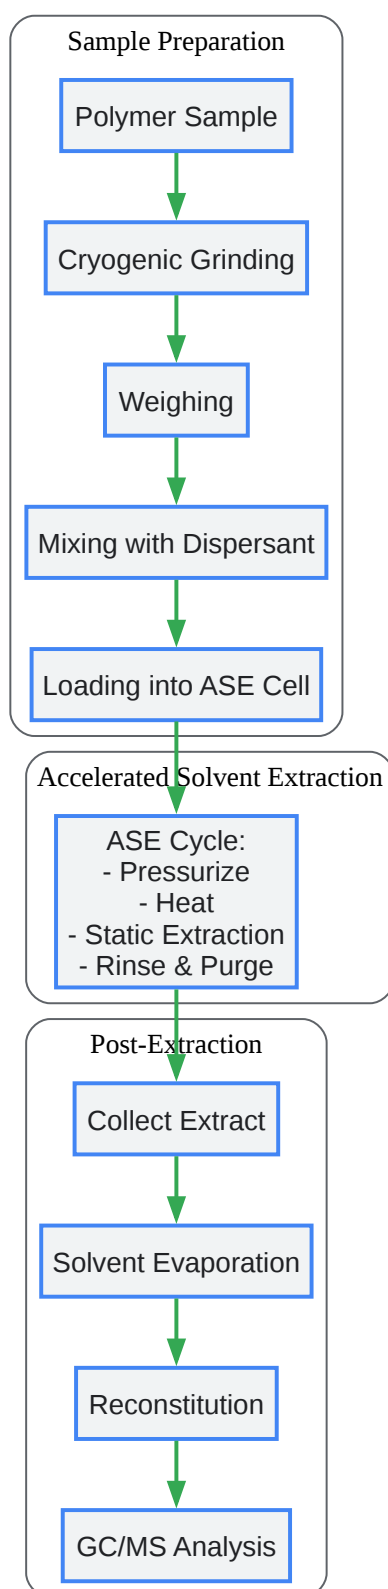 Sample Preparation
Polymer Sample
Cryogenic Grinding
Weighing
Mixing with Dispersant
Loading into ASE Cell
Accelerated Solvent Extraction
ASE Cycle:
- Pressurize
- Heat
- Static Extraction
- Rinse & Purge
Post-Extraction
Collect Extract
Solvent Evaporation
Reconstitution
GC/MS Analysis